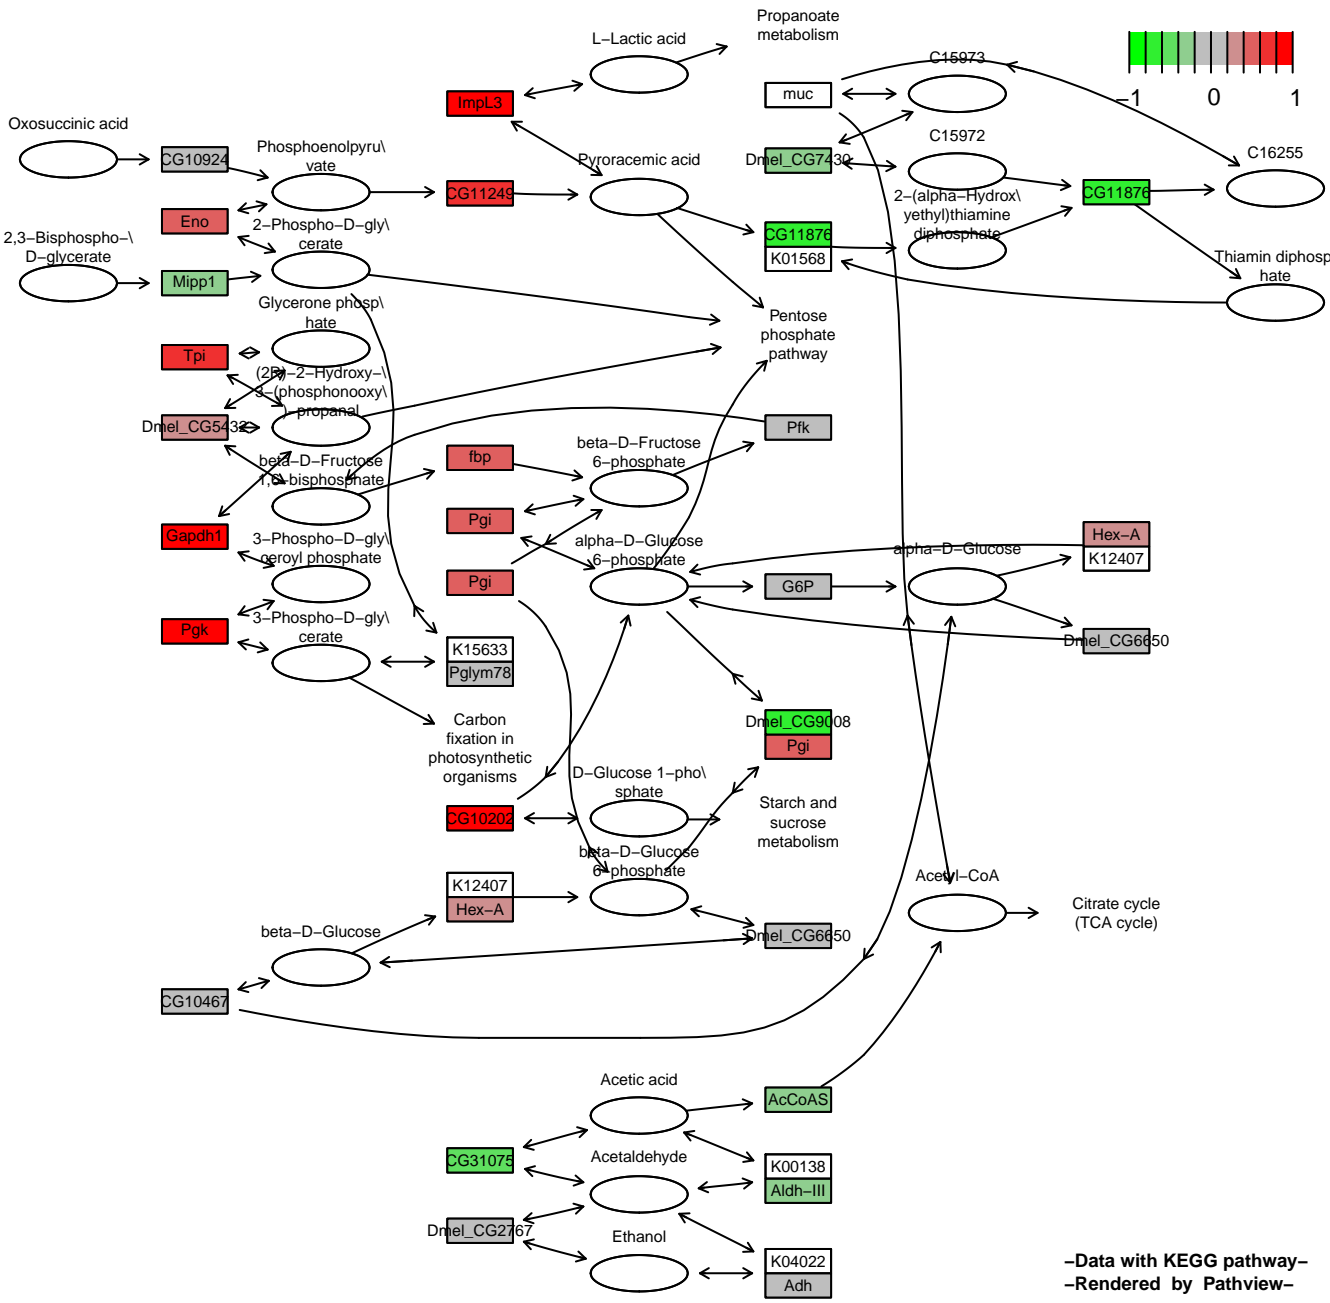 Propanoate
metabolism
L−Lactic acid
C15973
−1
0
1
ImpL3
muc
Oxosuccinic acid
CG10924
Phosphoenolpyru\
vate
Pyroracemic acid
Dmel_CG7430
C15972
C16255
CG11249
CG11876
Eno
2−Phospho−D−gly\
cerate
2−(alpha−Hydrox\
yethyl)thiamine
diphosphate
2,3−Bisphospho−\
D−glycerate
CG11876
K01568
Thiamin diphosp
hate
Mipp1
Glycerone phosp\
hate
Pentose
phosphate
pathway
Tpi
(2R)−2−Hydroxy−\
3−(phosphonooxy\
)−propanal
Dmel_CG5432
Pfk
beta−D−Fructose
6−phosphate
fbp
beta−D−Fructose
1,6−bisphosphate
Pgi
Gapdh1
3−Phospho−D−gly\
ceroyl phosphate
alpha−D−Glucose
6−phosphate
alpha−D−Glucose
Hex−A
K12407
Pgi
G6P
3−Phospho−D−gly\
cerate
Pgk
K15633
Pglym78
Dmel_CG6650
Carbon
fixation in
photosynthetic
organisms
Dmel_CG9008
Pgi
D−Glucose 1−pho\
sphate
CG10202
Starch and
sucrose
metabolism
beta−D−Glucose
6−phosphate
K12407
Hex−A
Acetyl−CoA
Citrate cycle
(TCA cycle)
beta−D−Glucose
Dmel_CG6650
CG10467
Acetic acid
AcCoAS
CG31075
Acetaldehyde
K00138
Aldh−III
Dmel_CG2767
Ethanol
K04022
Adh
−Data with KEGG pathway−
−Rendered by Pathview−